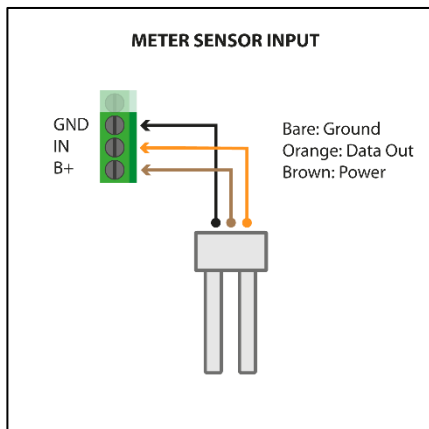 METER SENSOR INPUT
GND
IN
B+
Bare: Ground
Orange: Data Out
Brown: Power